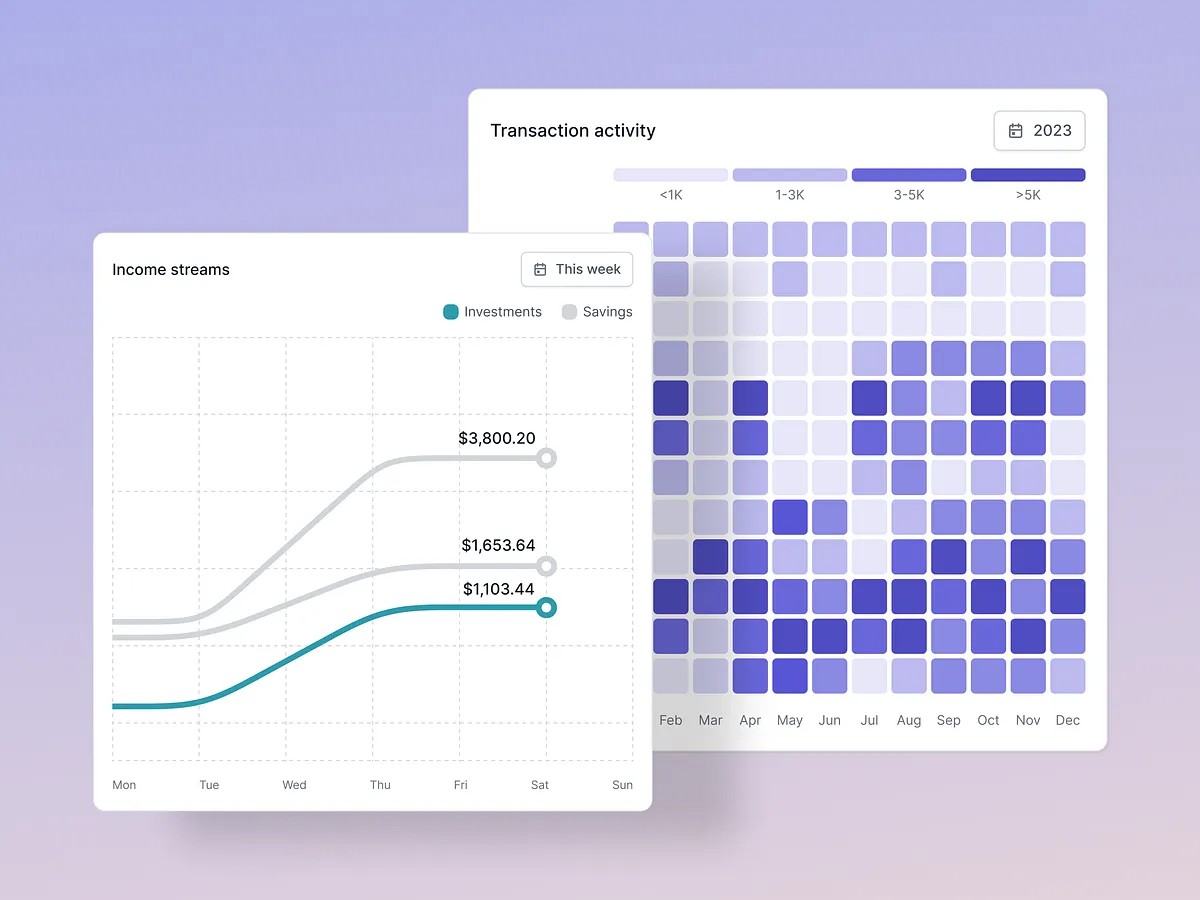 Transaction activity
2023
<1K
1-3K
3-5K
>5K
Feb Mar Apr May Jun Jul Aug Sep Oct Nov Dec
Income streams
This week
Investments
Savings
$3,800.20
$1,653.64
$1,103.44
Mon Tue Wed Thu Fri Sat Sun